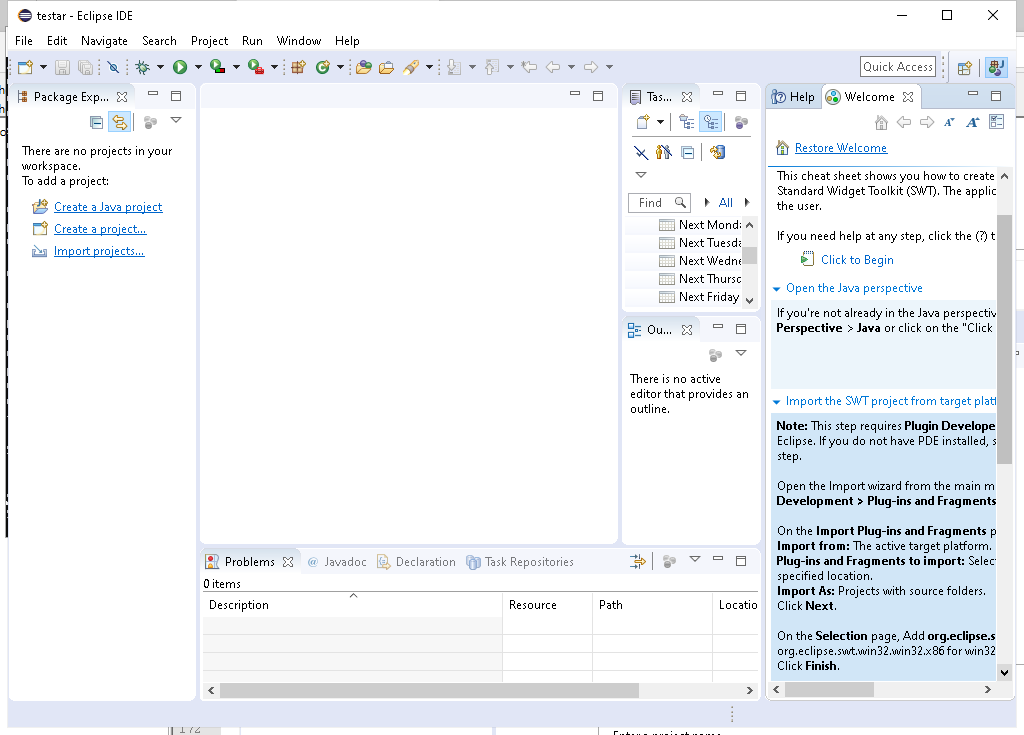 testar - Eclipse IDE
File Edit Navigate Search Project Run Window Help
Quick Access
Package Exp...
There are no projects in your
workspace.
To add a project:
Create a Java project
Create a project...
Import projects...
Tas...
Find
All
Next Mond
Next Tuesda
Next Wedne
Next Thursd
Next Friday
Ou...
There is no active
editor that provides an
outline.
Help
Welcome
Restore Welcome
This cheat sheet shows you how to create
Standard Widget Toolkit (SWT). The applic
the user.
If you need help at any step, click the (?) t
Click to Begin
Open the Java perspective
If you're not already in the Java perspectiv
Perspective > Java or click on the "Click
Import the SWT project from target platf
Note: This step requires Plugin Develope
Eclipse. If you do not have PDE installed, s
step.
Open the Import wizard from the main m
Development > Plug-ins and Fragments
On the Import Plug-ins and Fragments p
Import from: The active target platform.
Plug-ins and Fragments to import: Select
specified location.
Import As: Projects with source folders.
Click Next.
On the Selection page, Add org.eclipse.s
org.eclipse.swt.win32.win32.x86 for win32
Click Finish.
Problems
@ Javadoc
Declaration
Task Repositories
0 items
Description Resource Path Locatio
172
Enter a project name